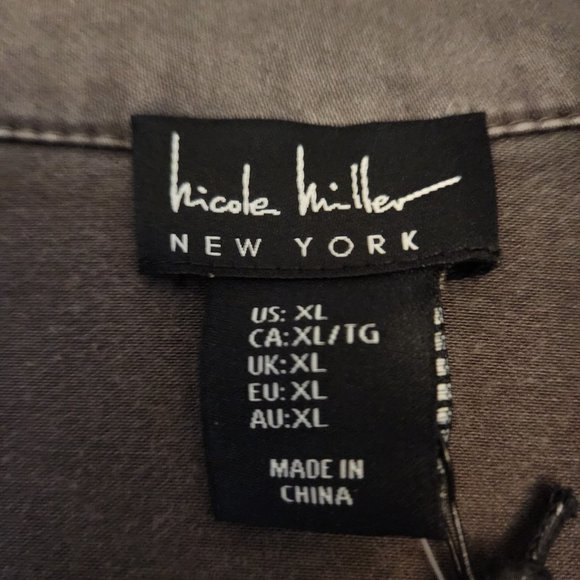 Nicole Miller
NEW YORK
US: XL
CA:XL/TG
UK:XL
EU: XL
AU:XL
MADE IN
CHINA